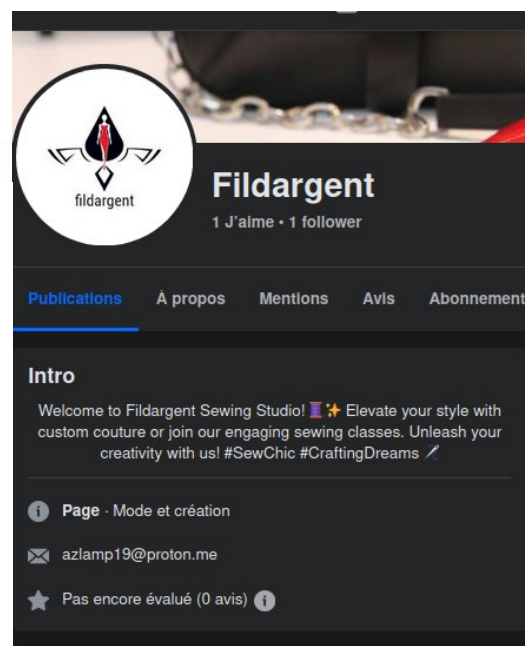 fildargent
Fildargent
1 J'aime • 1 follower
Publications À propos Mentions Avis Abonnement
Intro
Welcome to Fildargent Sewing Studio! 🧵✨ Elevate your style with
custom couture or join our engaging sewing classes. Unleash your
creativity with us! #SewChic #CraftingDreams 🪡
Page · Mode et création
azlamp19@proton.me
Pas encore évalué (0 avis)